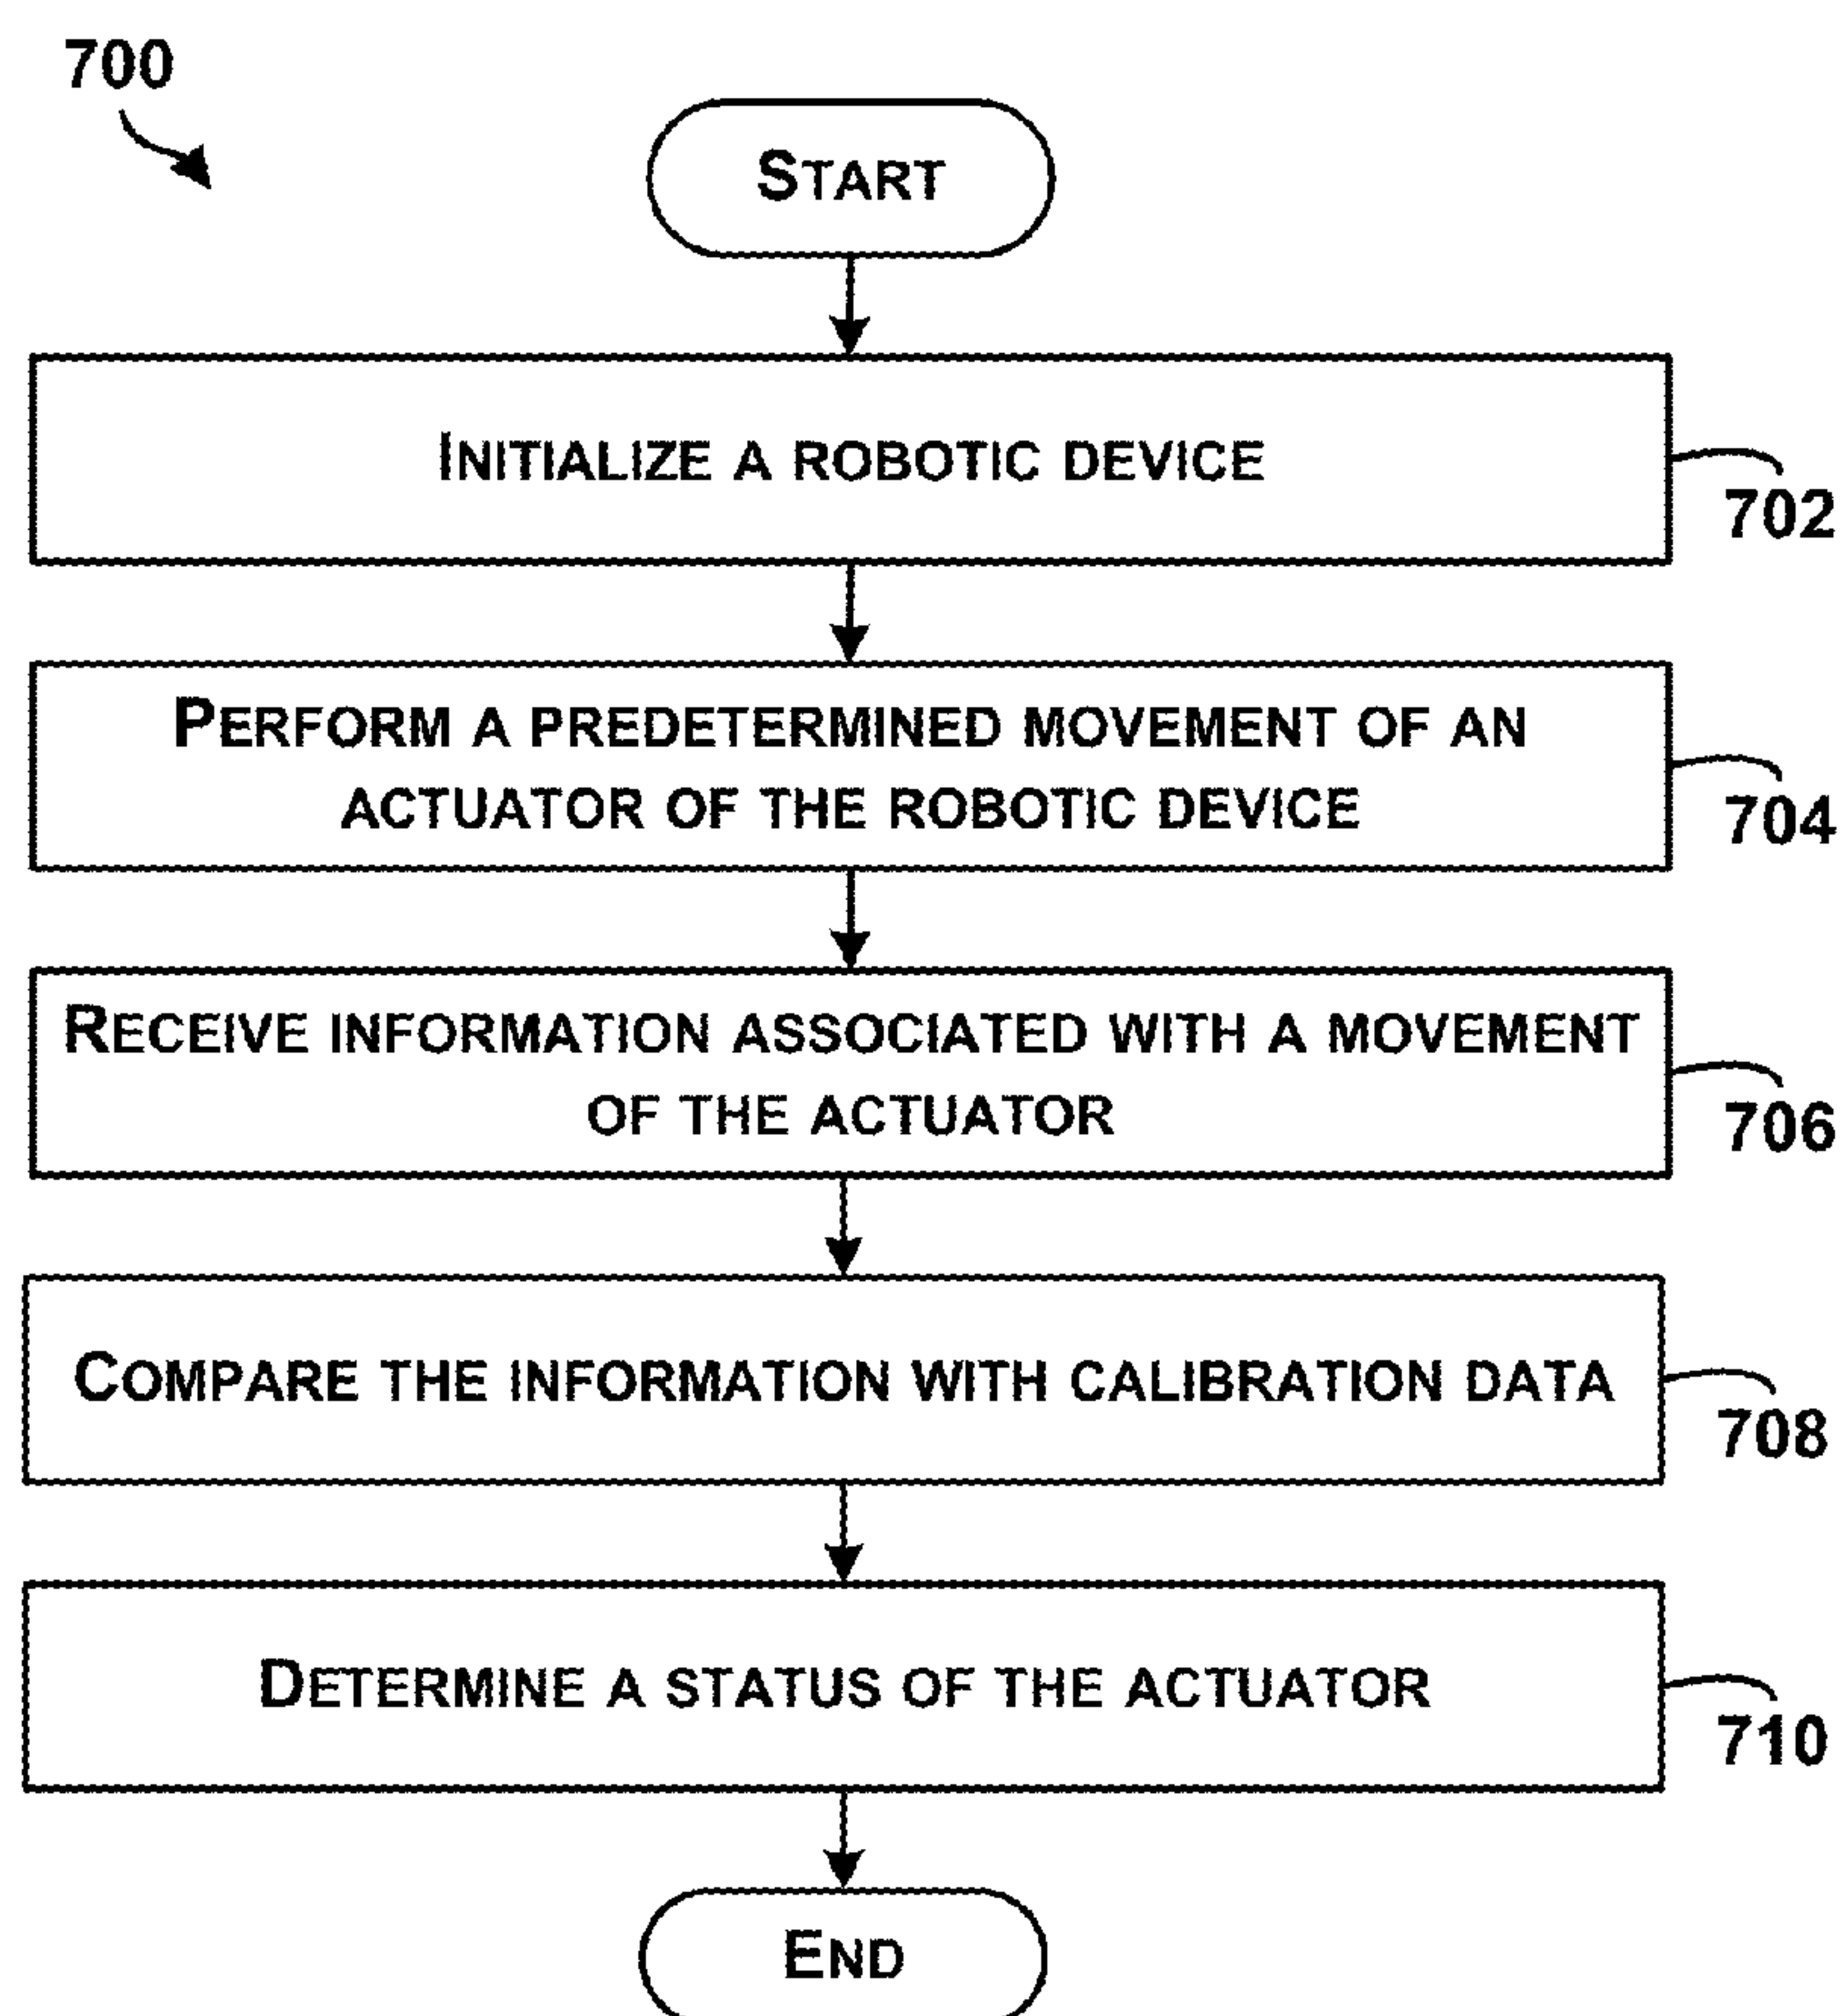 700
START
INITIALIZE A ROBOTIC DEVICE
702
PERFORM A PREDETERMINED MOVEMENT OF AN
ACTUATOR OF THE ROBOTIC DEVICE
704
RECEIVE INFORMATION ASSOCIATED WITH A MOVEMENT
OF THE ACTUATOR
706
COMPARE THE INFORMATION WITH CALIBRATION DATA
708
DETERMINE A STATUS OF THE ACTUATOR
710
END